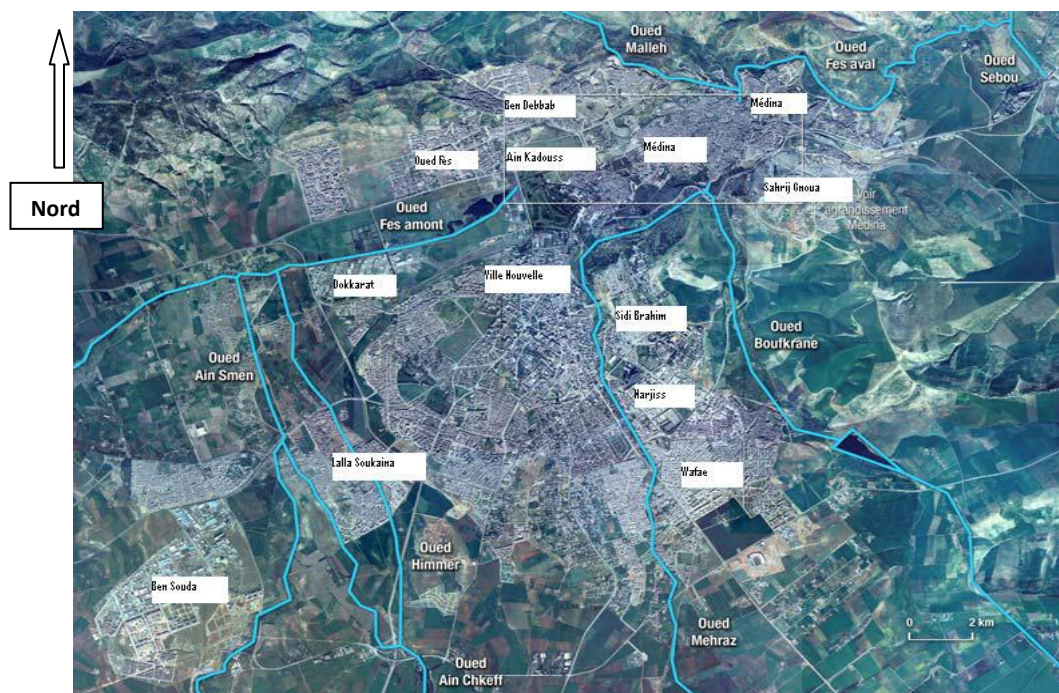 Nord
Oued
Malleh
Oued
Fes aval
Oued
Sebou
Ben Debbab
Médina
Oued Fès
Ain Kadouss
Médina
Sahrij Gnoua
Voir
agrandissement
Médina
Oued
Fes amont
Dokkarat
Ville Nouvelle
Sidi Brahim
Oued
Boufkrane
Oued
Ain Smen
Narjiss
Lalla Soukaina
Wafae
Oued
Himmer
Ben Souda
Oued
Mehraz
0 2 km
Oued
Ain Chkeff